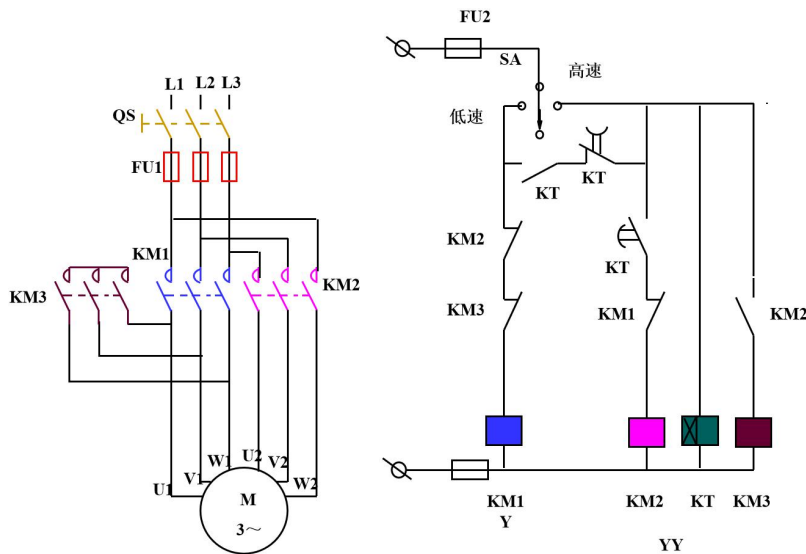 L1 L2 L3
QS
FU1
KM1
KM3
KM2
W1 U2
V1 V2
U1 W2
M
3～
FU2
SA
高速
低速
KT KT
KM2
KT
KM3 KM1 KM2
KM1 KM2 KT KM3
Y
YY